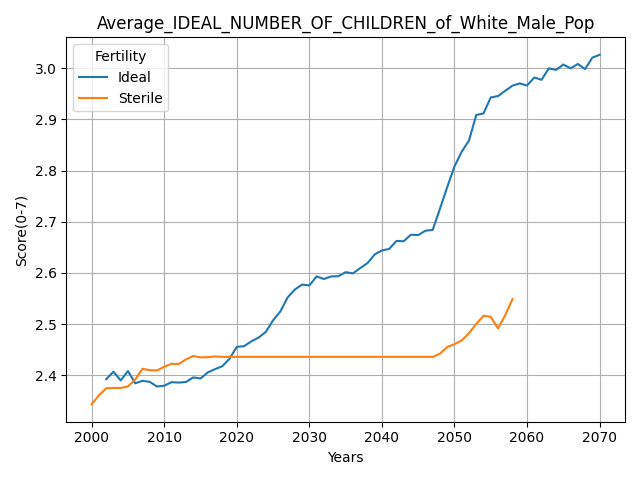 Average_IDEAL_NUMBER_OF_CHILDREN_of_White_Male_Pop
Fertility
Ideal
Sterile
Score(0-7)
3.0
2.9
2.8
2.7
2.6
2.5
2.4
2000 2010 2020 2030 2040 2050 2060 2070
Years